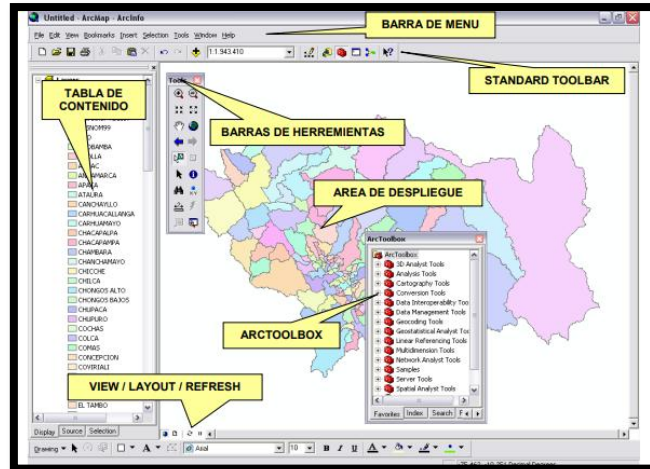 Untitled - ArcMap - ArcInfo
BARRA DE MENU
File Edit View Bookmarks Insert Selection Tools Window Help
1:1.943.410
STANDARD TOOLBAR
Layers
TABLA DE CONTENIDO
Tools
BARRAS DE HERREMIENTAS
APATA
ATAURA
CANCHAYLLO
CARHUACALLANGA
CARHUAMAYO
CHACAPALPA
CHACAPAMPA
CHAMBARA
CHANCHAMAYO
CHICCHE
CHILCA
CHONGOS ALTO
CHONGOS BAJOS
CHUPACA
CHUPURO
COCHAS
COLCA
COMAS
CONCEPCION
COVIRIALI
EL TAMBO
AREA DE DESPLIEGUE
ArcToolbox
ArcToolbox
3D Analyst Tools
Analysis Tools
Cartography Tools
Conversion Tools
Data Interoperability Too
Data Management Tools
Geocoding Tools
Geostatistical Analyst Too
Linear Referencing Tools
Multidimension Tools
Network Analyst Tools
Samples
Server Tools
Spatial Analyst Tools
Favorites Index Search
ARCTOOLBOX
VIEW / LAYOUT / REFRESH
Display Source Selection
Drawing A Arial 10 B I U A